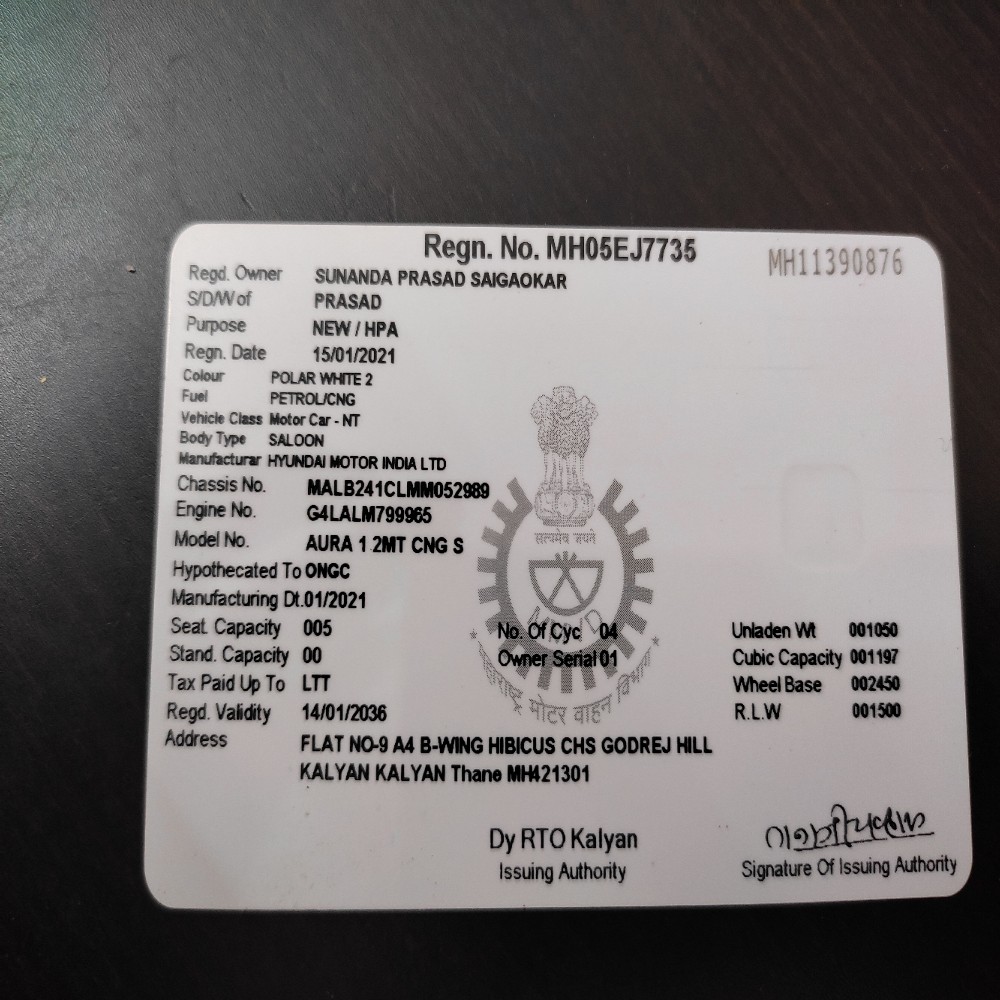 Regn. No. MH05EJ7735
MH11390876
Regd. Owner SUNANDA PRASAD SAIGAOKAR
S/D/W of PRASAD
Purpose NEW / HPA
Regn. Date 15/01/2021
Colour POLAR WHITE 2
Fuel PETROL/CNG
Vehicle Class Motor Car - NT
Body Type SALOON
Manufacturar HYUNDAI MOTOR INDIA LTD
Chassis No. MALB241CLMM052989
Engine No. G4LALM799965
Model No. AURA 1 2MT CNG S
Hypothecated To ONGC
Manufacturing Dt.01/2021
Seat. Capacity 005 No. Of Cyc 04 Unladen Wt 001050
Stand. Capacity 00 Owner Serial 01 Cubic Capacity 001197
Tax Paid Up To LTT Wheel Base 002450
Regd. Validity 14/01/2036 R.L.W 001500
Address FLAT NO-9 A4 B-WING HIBICUS CHS GODREJ HILL
KALYAN KALYAN Thane MH421301
सत्यमेव जयते
महाराष्ट्र मोटर वाहन विभाग
Dy RTO Kalyan
Issuing Authority
Signature Of Issuing Authority